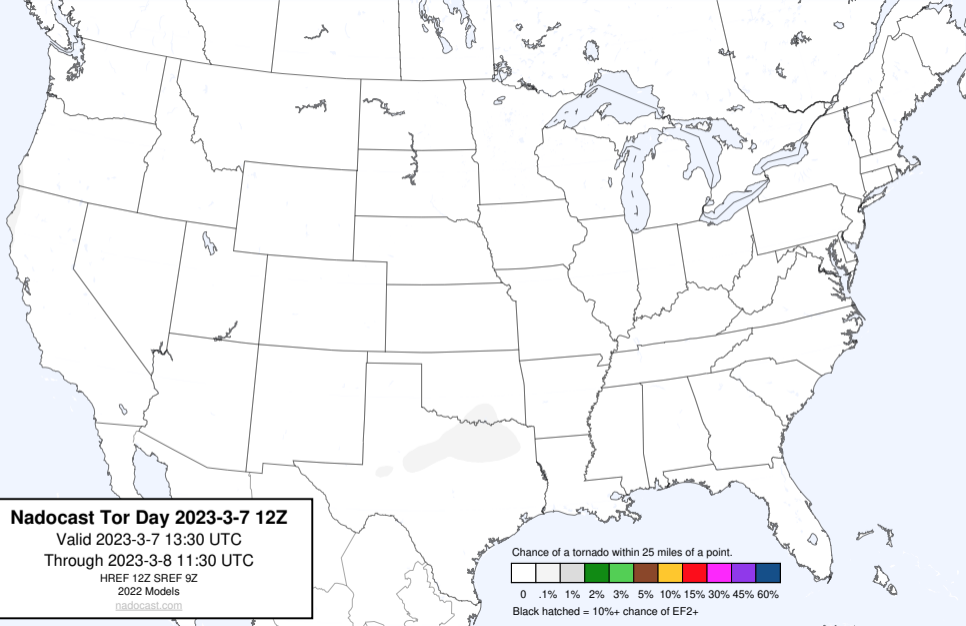 Nadocast Tor Day 2023-3-7 12Z
Valid 2023-3-7 13:30 UTC
Through 2023-3-8 11:30 UTC
HREF 12Z SREF 9Z
2022 Models
nadocast.com
Chance of a tornado within 25 miles of a point.
0 .1% 1% 2% 3% 5% 10% 15% 30% 45% 60%
Black hatched = 10%+ chance of EF2+